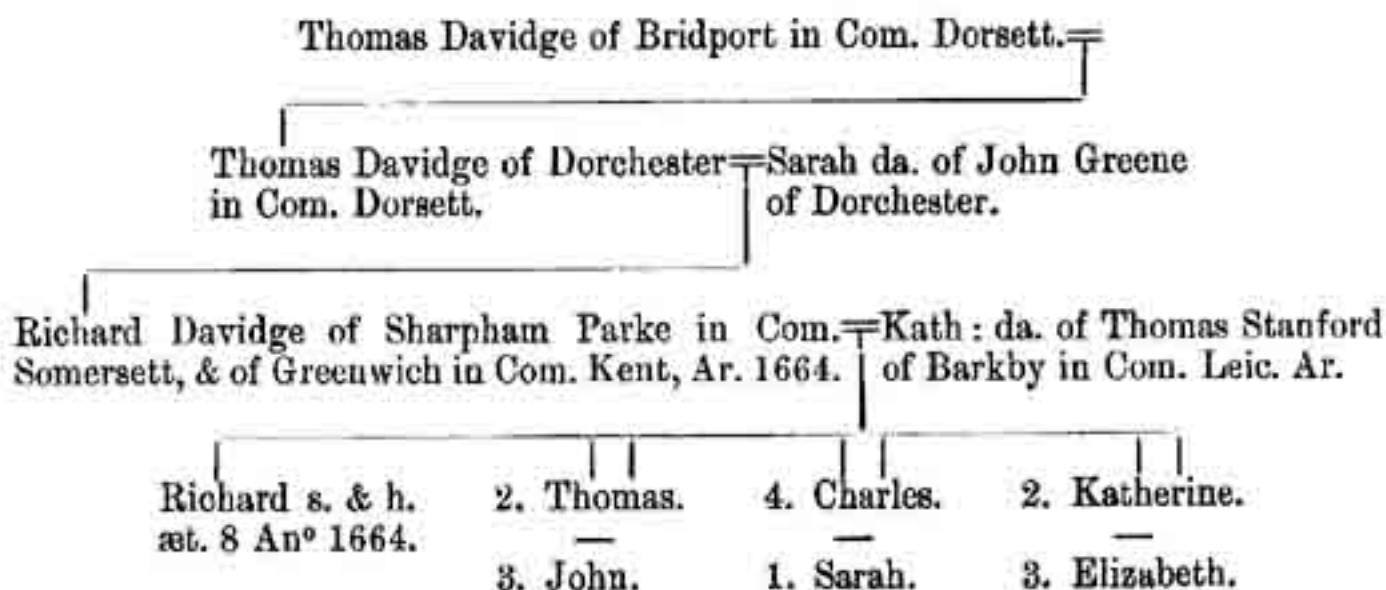 Thomas Davidge of Bridport in Com. Dorsett.
Thomas Davidge of Dorchester=Sarah da. of John Greene
in Com. Dorsett. of Dorchester.
Richard Davidge of Sharpham Parke in Com.=Kath : da. of Thomas Stanford
Somersett, & of Greenwich in Com. Kent, Ar. 1664. of Barkby in Com. Leic. Ar.
Richard s. & h. 2. Thomas. 4. Charles. 2. Katherine.
æt. 8 Anº 1664. — — —
3. John. 1. Sarah. 3. Elizabeth.